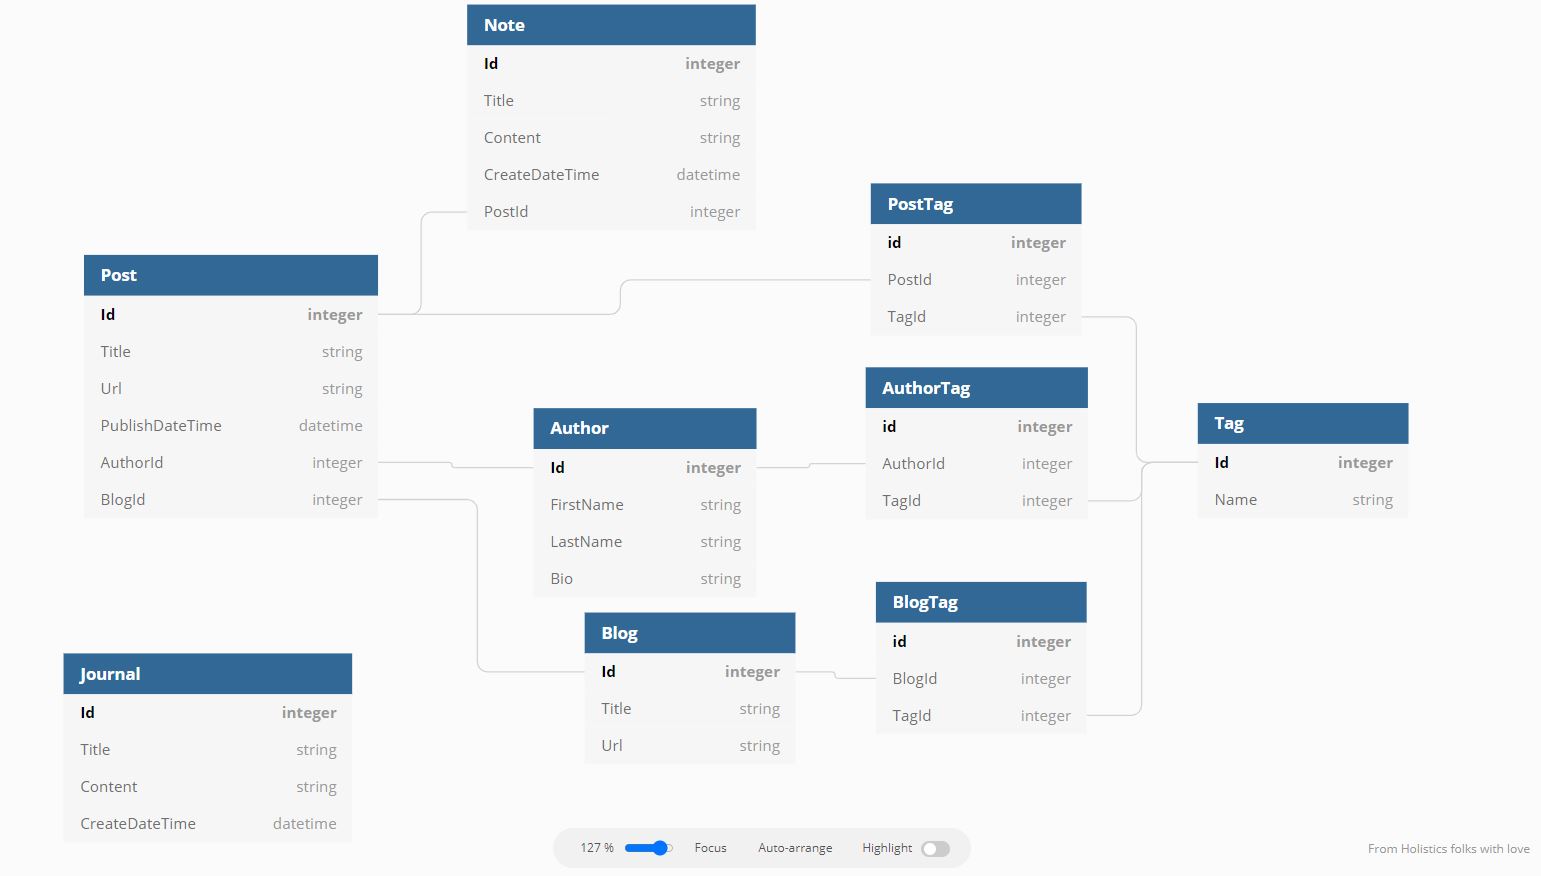 Note
Id integer
Title string
Content string
CreateDateTime datetime
PostId integer
Post
Id integer
Title string
Url string
PublishDateTime datetime
AuthorId integer
BlogId integer
PostTag
id integer
PostId integer
TagId integer
Author
Id integer
FirstName string
LastName string
Bio string
AuthorTag
id integer
AuthorId integer
TagId integer
Tag
Id integer
Name string
Blog
Id integer
Title string
Url string
BlogTag
id integer
BlogId integer
TagId integer
Journal
Id integer
Title string
Content string
CreateDateTime datetime
127 % Focus Auto-arrange Highlight
From Holistics folks with love